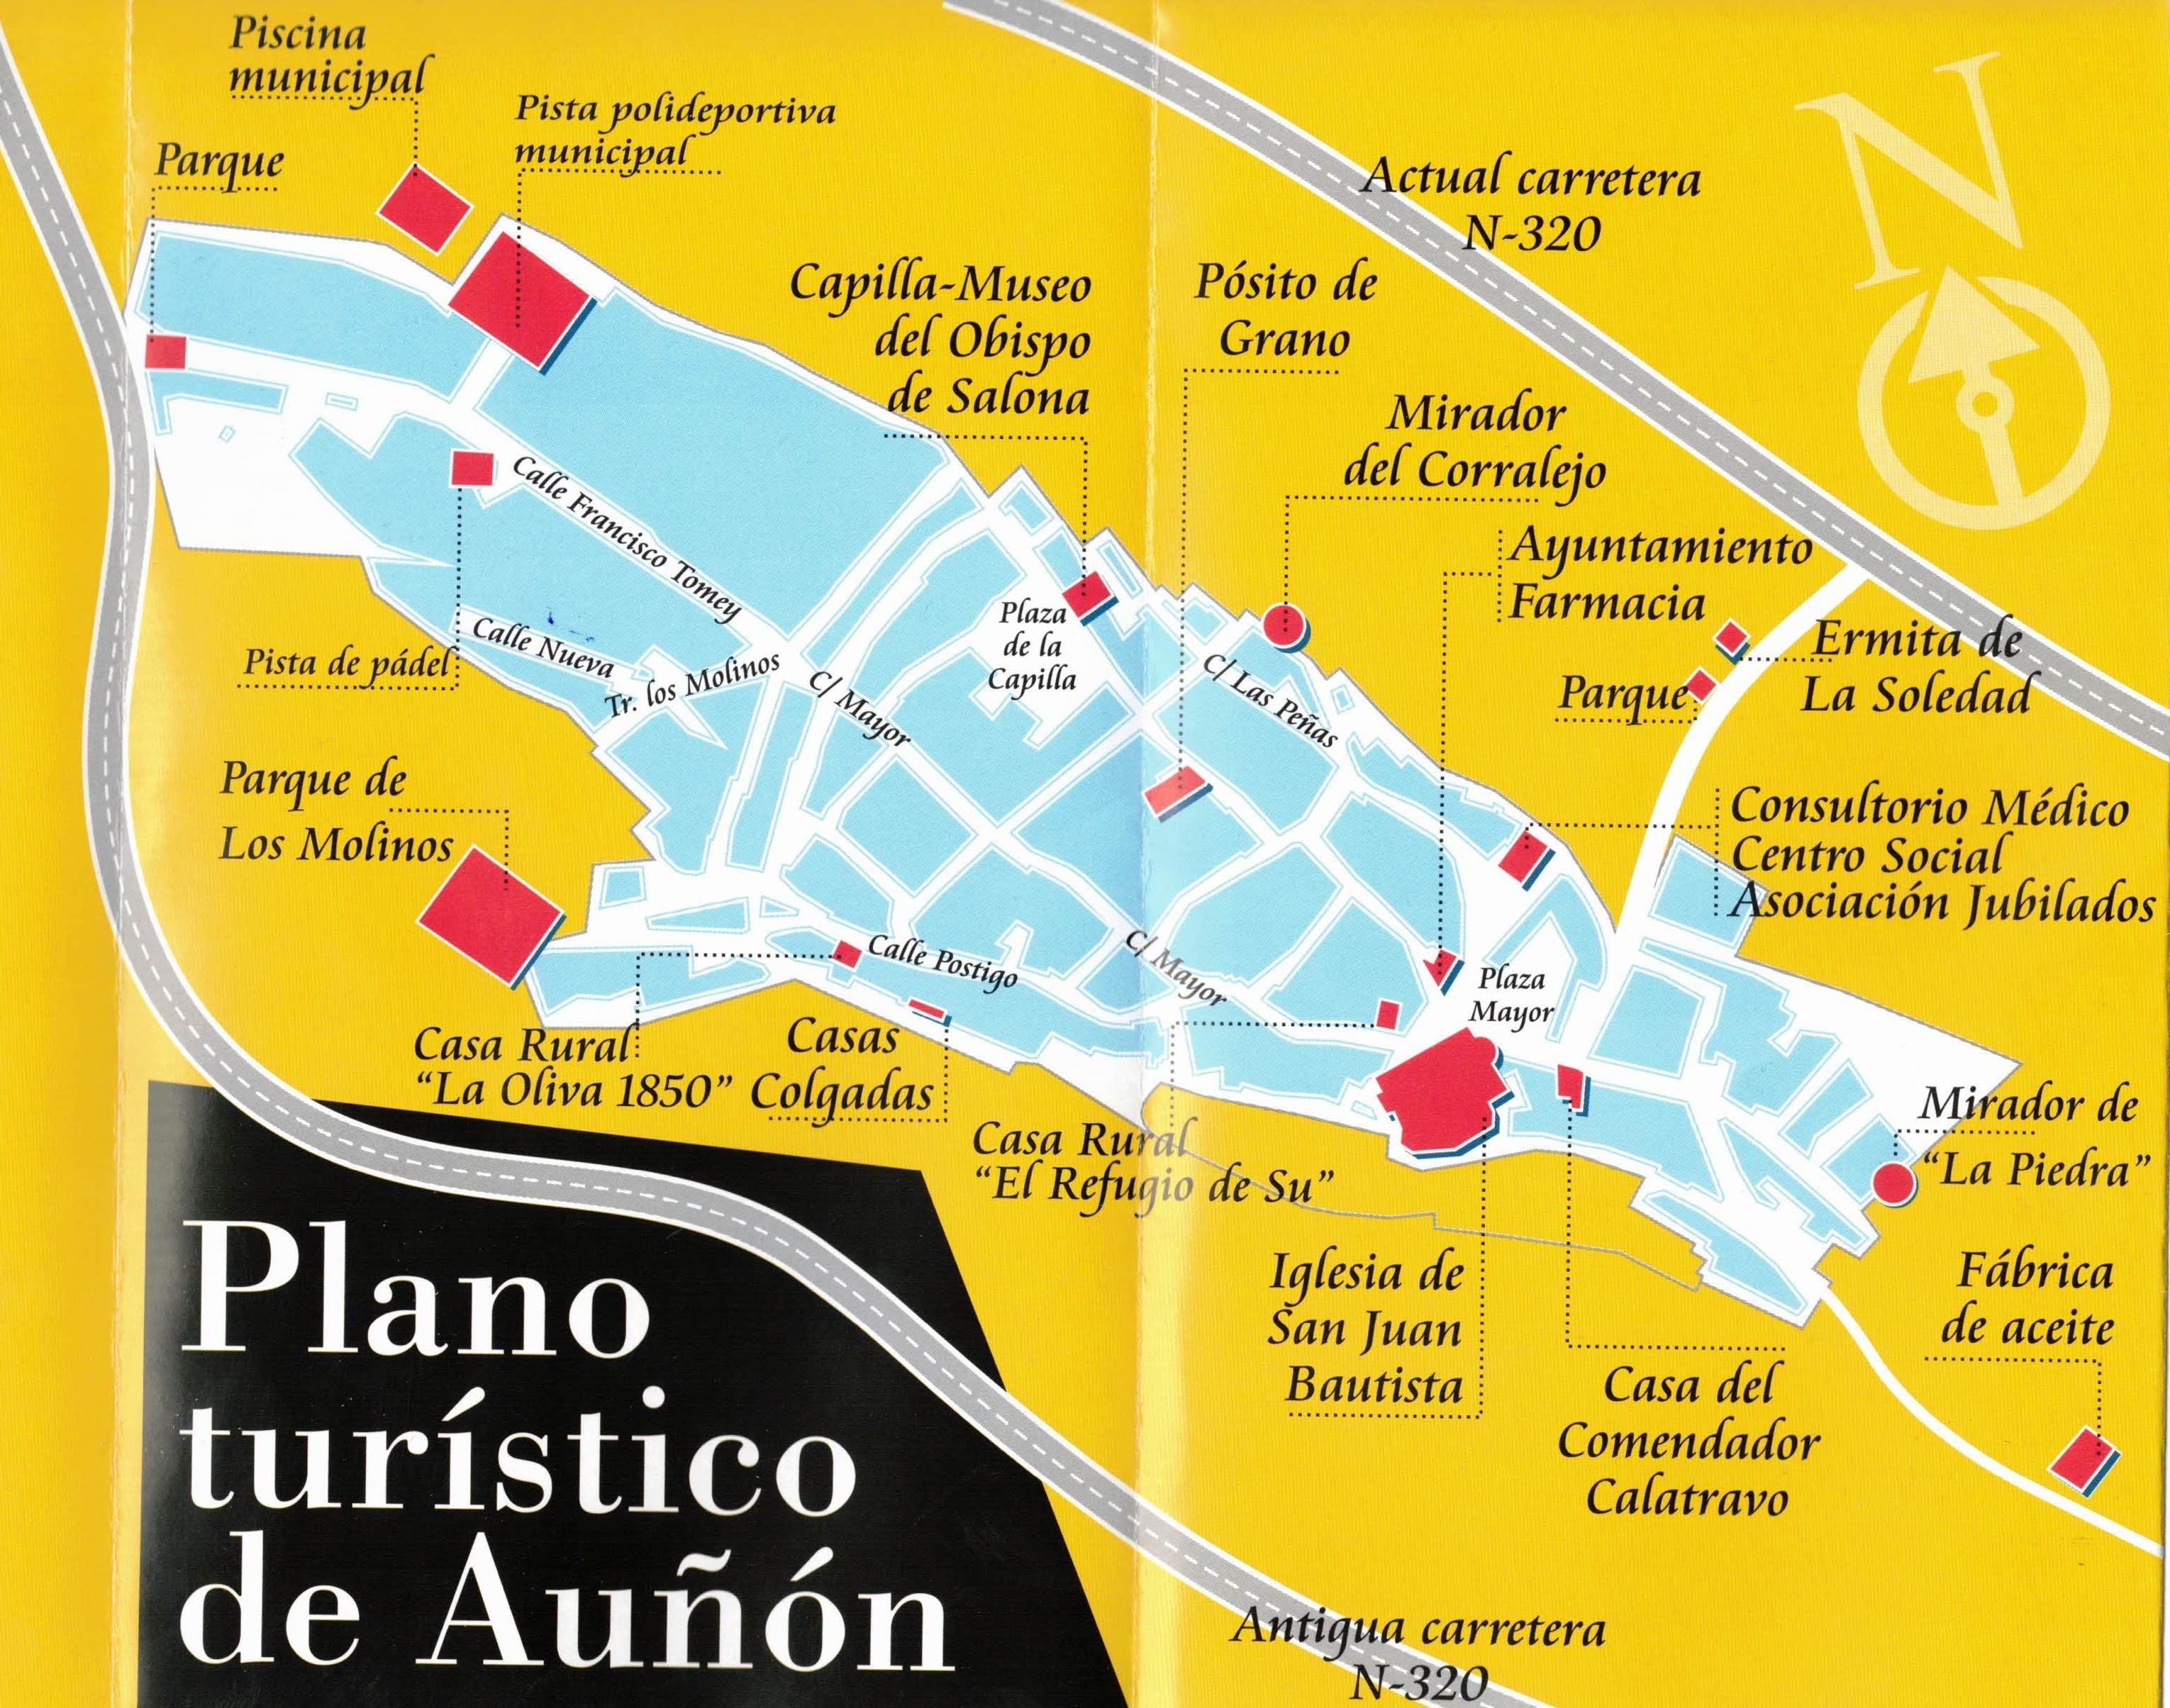 Piscina
municipal
Pista polideportiva
municipal
Parque
Actual carretera
N-320
N
Capilla-Museo
del Obispo
de Salona
Pósito de
Grano
Mirador
del Corralejo
Ayuntamiento
Farmacia
Ermita de
La Soledad
Parque
Calle Francisco Tomey
Plaza
de la
Capilla
Calle Nueva
Tr. los Molinos
C/ Mayor
C/ Las Peñas
Pista de pádel
Parque de
Los Molinos
Consultorio Médico
Centro Social
Asociación Jubilados
Calle Postigo
C/ Mayor
Plaza
Mayor
Casa Rural
"La Oliva 1850"
Casas
Colgadas
Casa Rural
"El Refugio de Su"
Mirador de
"La Piedra"
Iglesia de
San Juan
Bautista
Casa del
Comendador
Calatravo
Fábrica
de aceite
Plano
turístico
de Auñón
Antigua carretera
N-320